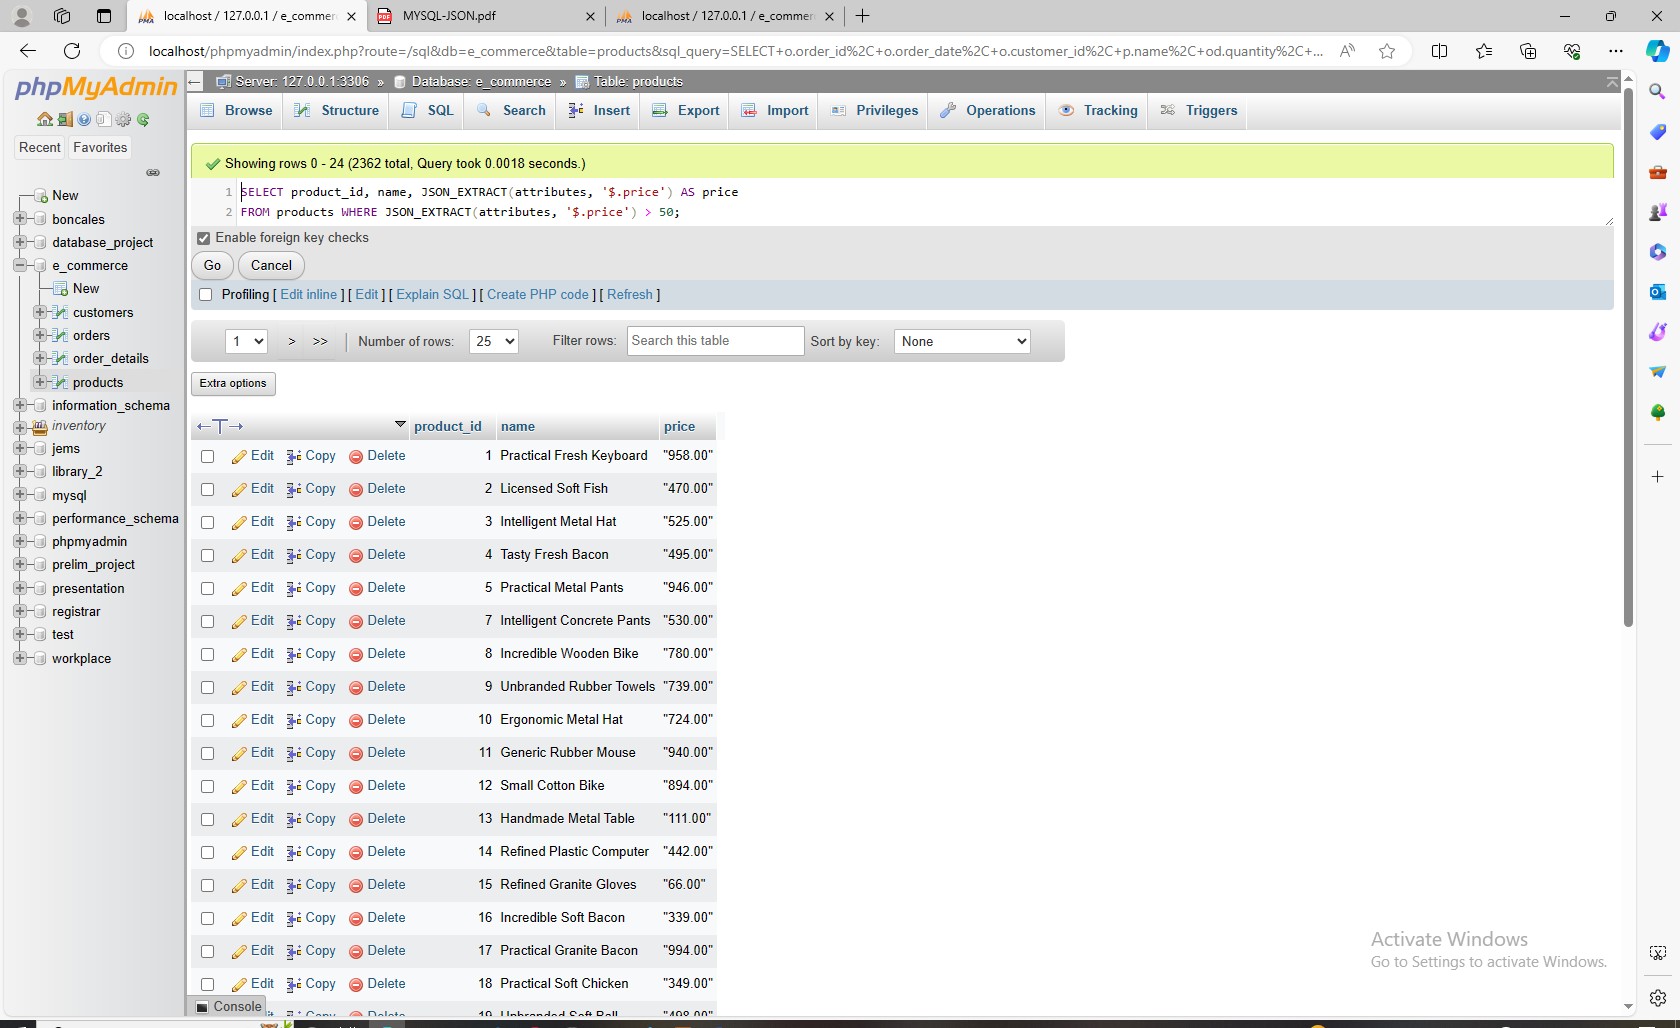 localhost / 127.0.0.1 / e_commer
MYSQL-JSON.pdf
localhost / 127.0.0.1 / e_commer
localhost/phpmyadmin/index.php?route=/sql&db=e_commerce&table=products&sql_query=SELECT+o.order_id%2C+o.order_date%2C+o.customer_id%2C+p.name%2C+od.quantity%2C+...
phpMyAdmin
Recent Favorites
New
boncales
database_project
e_commerce
New
customers
orders
order_details
products
information_schema
inventory
jems
library_2
mysql
performance_schema
phpmyadmin
prelim_project
presentation
registrar
test
workplace
Server: 127.0.0.1:3306 » Database: e_commerce » Table: products
Browse Structure SQL Search Insert Export Import Privileges Operations Tracking Triggers
Showing rows 0 - 24 (2362 total, Query took 0.0018 seconds.)
1 SELECT product_id, name, JSON_EXTRACT(attributes, '$.price') AS price
2 FROM products WHERE JSON_EXTRACT(attributes, '$.price') > 50;
Enable foreign key checks
Go Cancel
Profiling [ Edit inline ] [ Edit ] [ Explain SQL ] [ Create PHP code ] [ Refresh ]
1 > >> Number of rows: 25 Filter rows: Search this table Sort by key: None
Extra options
←T→ product_id name price
Edit Copy Delete 1 Practical Fresh Keyboard "958.00"
Edit Copy Delete 2 Licensed Soft Fish "470.00"
Edit Copy Delete 3 Intelligent Metal Hat "525.00"
Edit Copy Delete 4 Tasty Fresh Bacon "495.00"
Edit Copy Delete 5 Practical Metal Pants "946.00"
Edit Copy Delete 7 Intelligent Concrete Pants "530.00"
Edit Copy Delete 8 Incredible Wooden Bike "780.00"
Edit Copy Delete 9 Unbranded Rubber Towels "739.00"
Edit Copy Delete 10 Ergonomic Metal Hat "724.00"
Edit Copy Delete 11 Generic Rubber Mouse "940.00"
Edit Copy Delete 12 Small Cotton Bike "894.00"
Edit Copy Delete 13 Handmade Metal Table "111.00"
Edit Copy Delete 14 Refined Plastic Computer "442.00"
Edit Copy Delete 15 Refined Granite Gloves "66.00"
Edit Copy Delete 16 Incredible Soft Bacon "339.00"
Edit Copy Delete 17 Practical Granite Bacon "994.00"
Edit Copy Delete 18 Practical Soft Chicken "349.00"
Console
Activate Windows
Go to Settings to activate Windows.